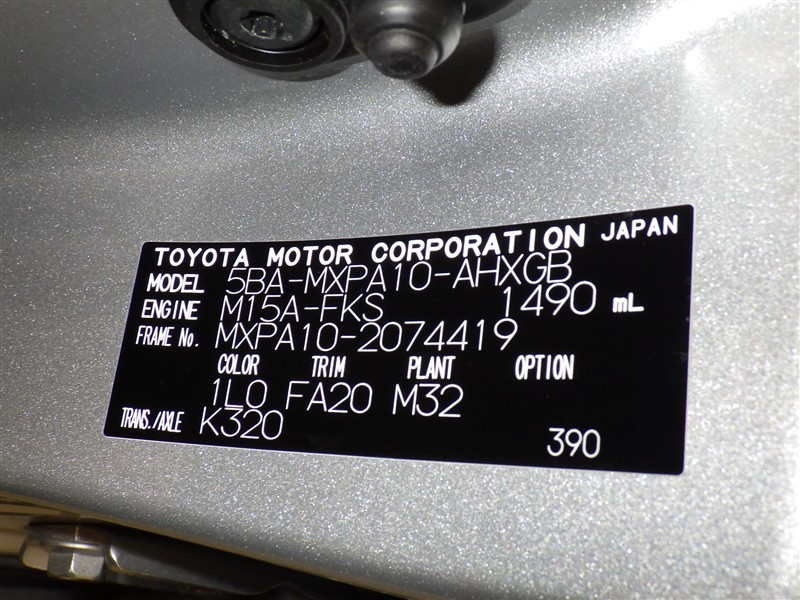 TOYOTA MOTOR CORPORATION JAPAN
MODEL 5BA-MXPA10-AHXGB
ENGINE M15A-FKS 1490 mL
FRAME No. MXPA10-2074419
COLOR TRIM PLANT OPTION
1L0 FA20 M32
TRANS./AXLE K320
390